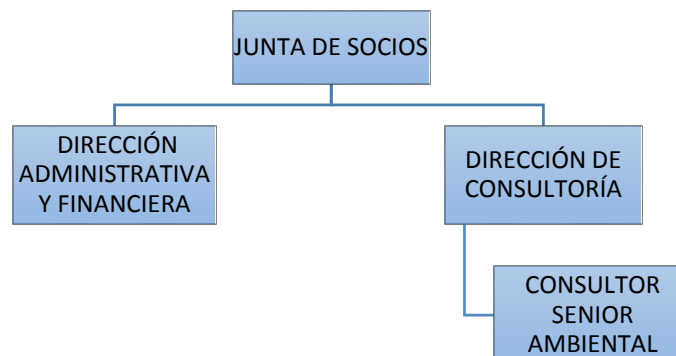 JUNTA DE SOCIOS
DIRECCIÓN
ADMINISTRATIVA
Y FINANCIERA
DIRECCIÓN DE
CONSULTORÍA
CONSULTOR
SENIOR
AMBIENTAL